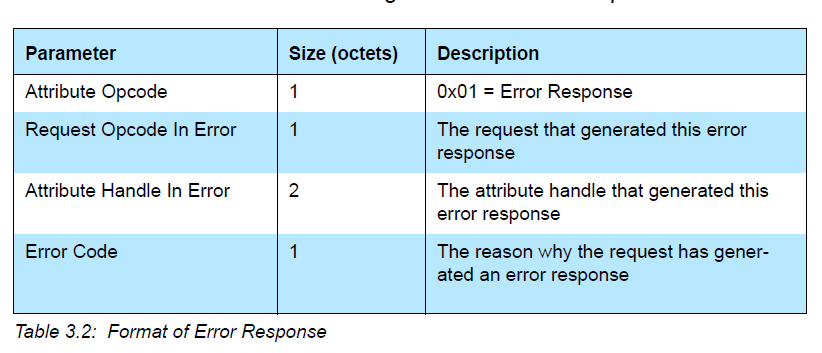 Parameter Size (octets) Description
Attribute Opcode 1 0x01 = Error Response
Request Opcode In Error 1 The request that generated this error
response
Attribute Handle In Error 2 The attribute handle that generated this
error response
Error Code 1 The reason why the request has gener-
ated an error response
Table 3.2: Format of Error Response